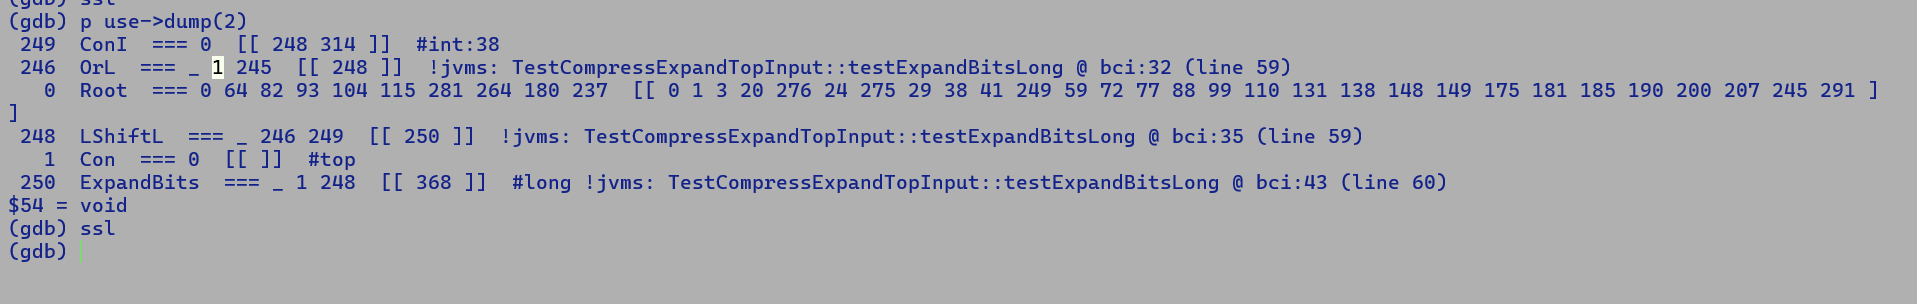 (gdb) ssl
(gdb) p use->dump(2)
 249  ConI  === 0  [[ 248 314 ]]  #int:38
 246  OrL  === _ 1 245  [[ 248 ]]  !jvms: TestCompressExpandTopInput::testExpandBitsLong @ bci:32 (line 59)
   0  Root  === 0 64 82 93 104 115 281 264 180 237  [[ 0 1 3 20 276 24 275 29 38 41 249 59 72 77 88 99 110 131 138 148 149 175 181 185 190 200 207 245 291 ]
]
 248  LShiftL  === _ 246 249  [[ 250 ]]  !jvms: TestCompressExpandTopInput::testExpandBitsLong @ bci:35 (line 59)
   1  Con  === 0  [[ ]]  #top
 250  ExpandBits  === _ 1 248  [[ 368 ]]  #long !jvms: TestCompressExpandTopInput::testExpandBitsLong @ bci:43 (line 60)
$54 = void
(gdb) ssl
(gdb)